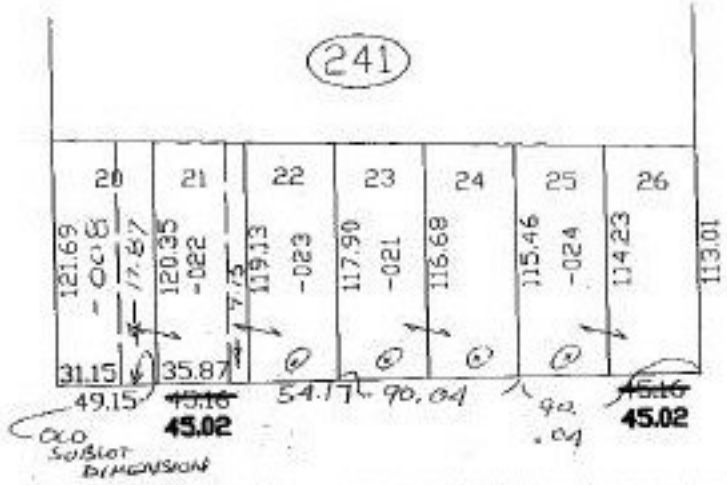 241
20 21 22 23 24 25 26
121.69 -008 17.87 120.35 -022 9.15 119.13 -023 117.90 -021 116.68 115.46 -024 114.23 113.01
31.15 35.87
49.15 45.16 54.17 - 90.04 90.04 45.16
45.02 45.02
OLD
SUBLOT
DIMENSION